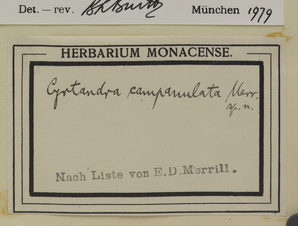 Det. — rev. München 1979
HERBARIUM MONACENSE.
Cyrtandra campanulata Merr.
sp. n.
Nach Liste von E.D.Merrill.